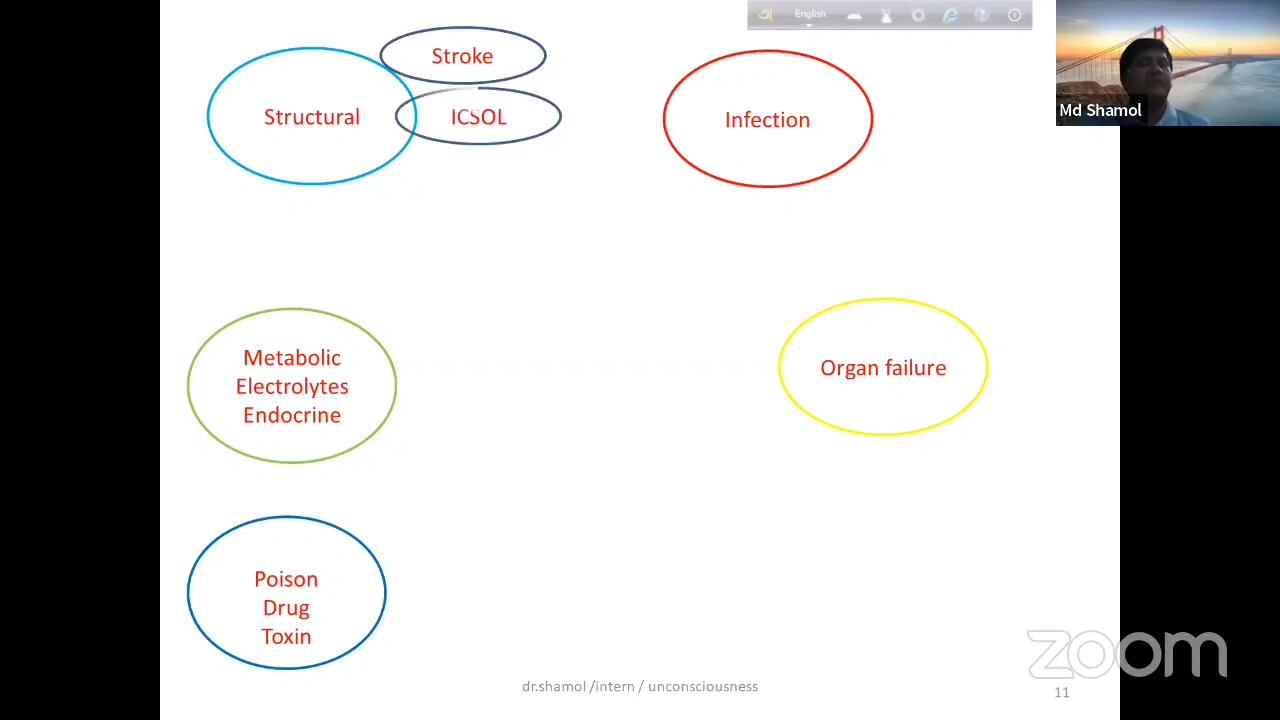 English
Stroke
Structural
ICSOL
Infection
Md Shamol
Metabolic
Electrolytes
Endocrine
Organ failure
Poison
Drug
Toxin
zoom
dr.shamol /intern / unconsciousness
11